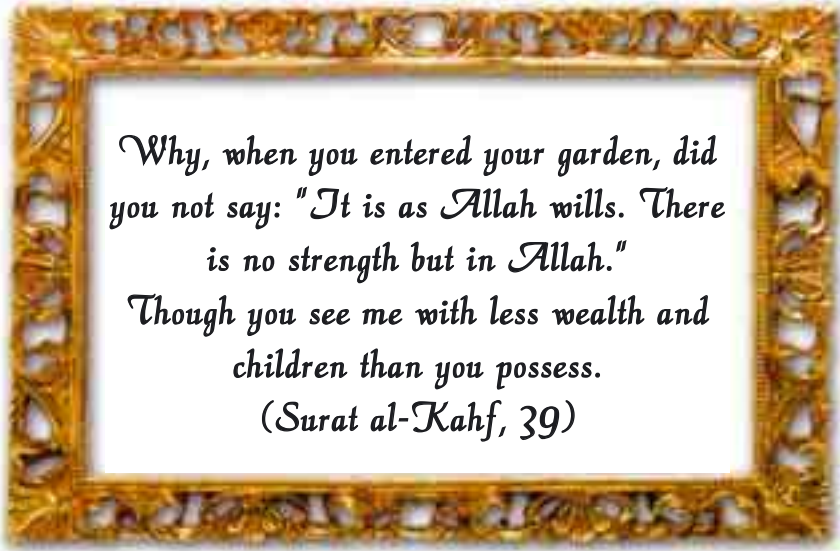 Why, when you entered your garden, did
you not say: "It is as Allah wills. There
is no strength but in Allah."
Though you see me with less wealth and
children than you possess.
(Surat al-Kahf, 39)